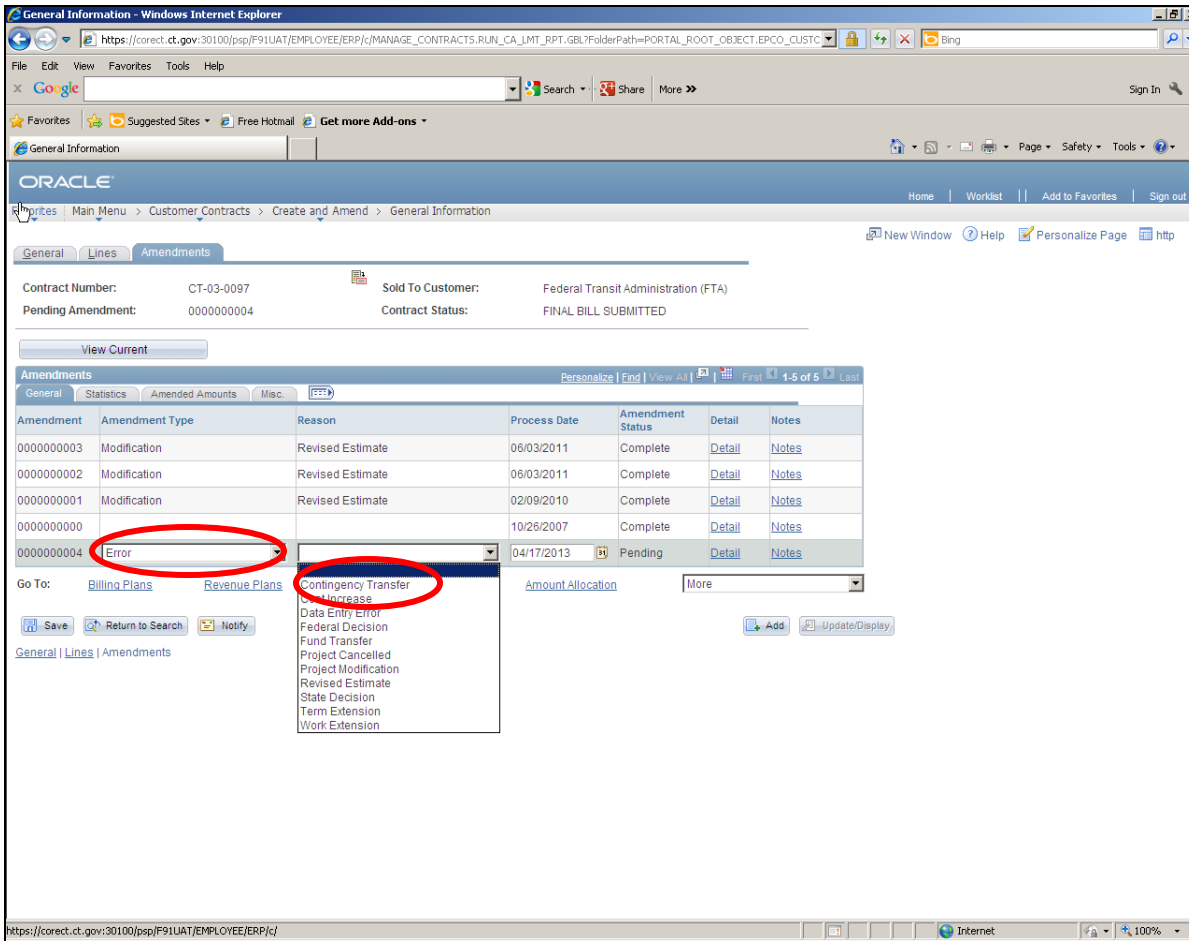 General Information - Windows Internet Explorer
https://corect.ct.gov:30100/psp/F91UAT/EMPLOYEE/ERP/c/MANAGE_CONTRACTS.RUN_CA_LMT_RPT.GBL?FolderPath=PORTAL_ROOT_OBJECT.EPCO_CUSTC Bing
File Edit View Favorites Tools Help
x Google Search Share More >> Sign In
Favorites Suggested Sites Free Hotmail Get more Add-ons
General Information Page Safety Tools
ORACLE
Home | Worklist || Add to Favorites | Sign out
Favorites Main Menu > Customer Contracts > Create and Amend > General Information
New Window Help Personalize Page http
General Lines Amendments
Contract Number: CT-03-0097 Sold To Customer: Federal Transit Administration (FTA)
Pending Amendment: 0000000004 Contract Status: FINAL BILL SUBMITTED
View Current
Amendments Personalize | Find | View All | | First 1-5 of 5 Last
General Statistics Amended Amounts Misc.
Amendment Amendment Type Reason Process Date Amendment Status Detail Notes
0000000003 Modification Revised Estimate 06/03/2011 Complete Detail Notes
0000000002 Modification Revised Estimate 06/03/2011 Complete Detail Notes
0000000001 Modification Revised Estimate 02/09/2010 Complete Detail Notes
0000000000 10/26/2007 Complete Detail Notes
0000000004 Error 04/17/2013 31 Pending Detail Notes
Go To: Billing Plans Revenue Plans Amount Allocation More
Contingency Transfer
Cost Increase
Data Entry Error
Federal Decision
Fund Transfer
Project Cancelled
Project Modification
Revised Estimate
State Decision
Term Extension
Work Extension
Save Return to Search Notify Add Update/Display
General | Lines | Amendments
https://corect.ct.gov:30100/psp/F91UAT/EMPLOYEE/ERP/c/ Internet 100%